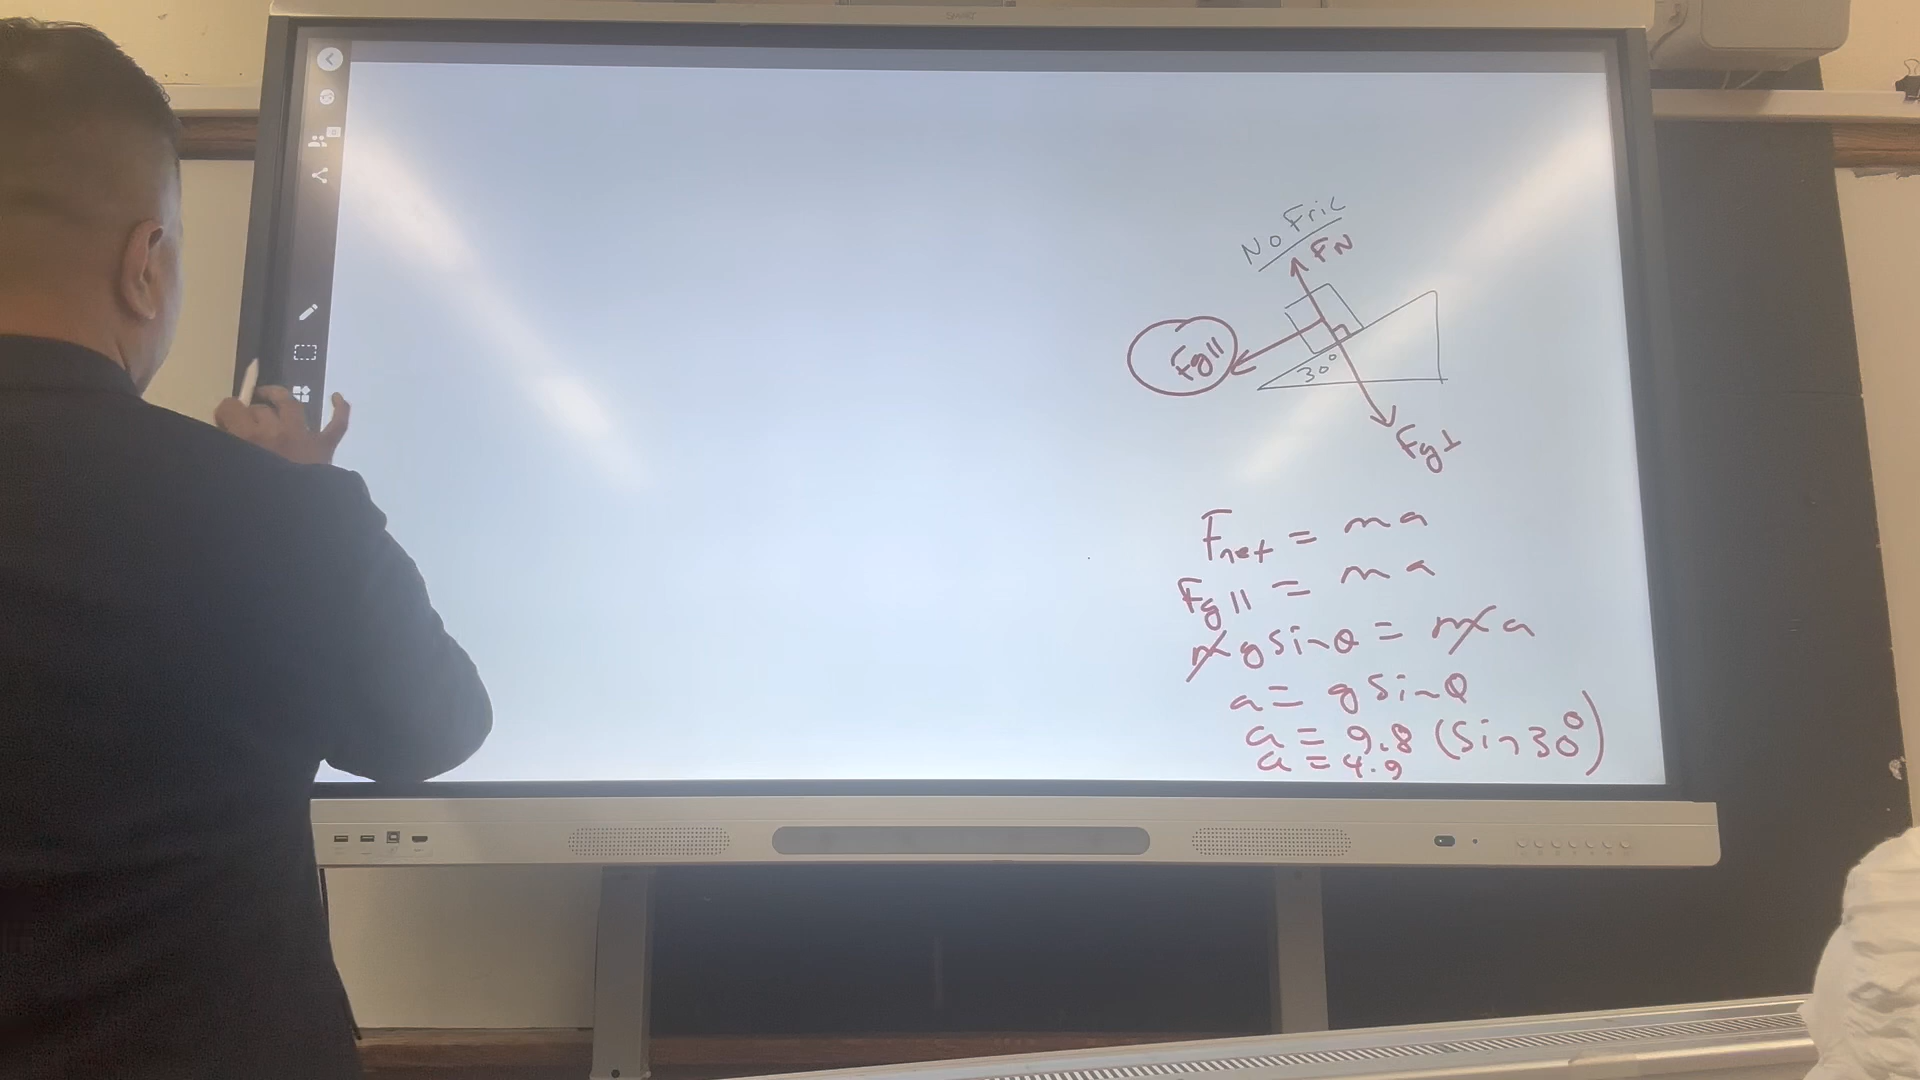 SMART
No Fric
FN
Fg||
30°
Fg⊥
Fnet = ma
Fg|| = ma
mg sinθ = ma
a = g sinθ
a = 9.8 (sin 30°)
a = 4.9